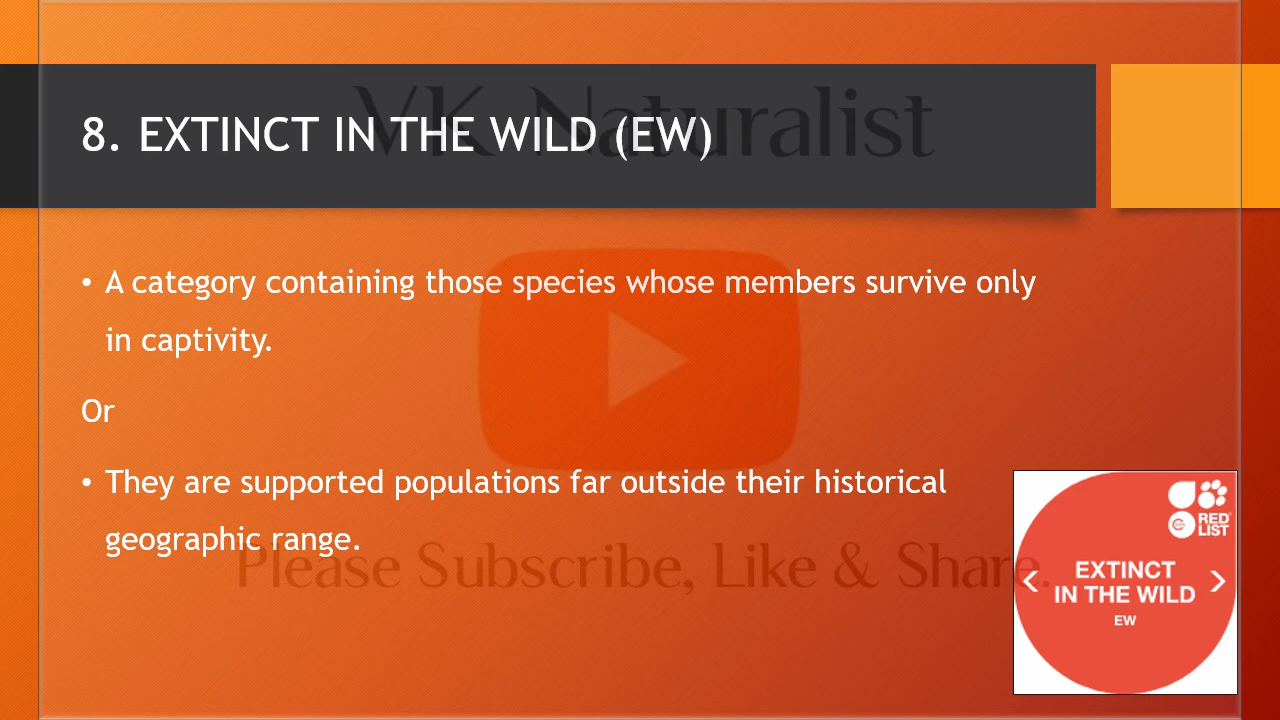 VK Naturalist
8. EXTINCT IN THE WILD (EW)
• A category containing those species whose members survive only
in captivity.
Or
• They are supported populations far outside their historical
geographic range.
Please Subscribe, Like & Share.
RED
LIST
EXTINCT
IN THE WILD
EW